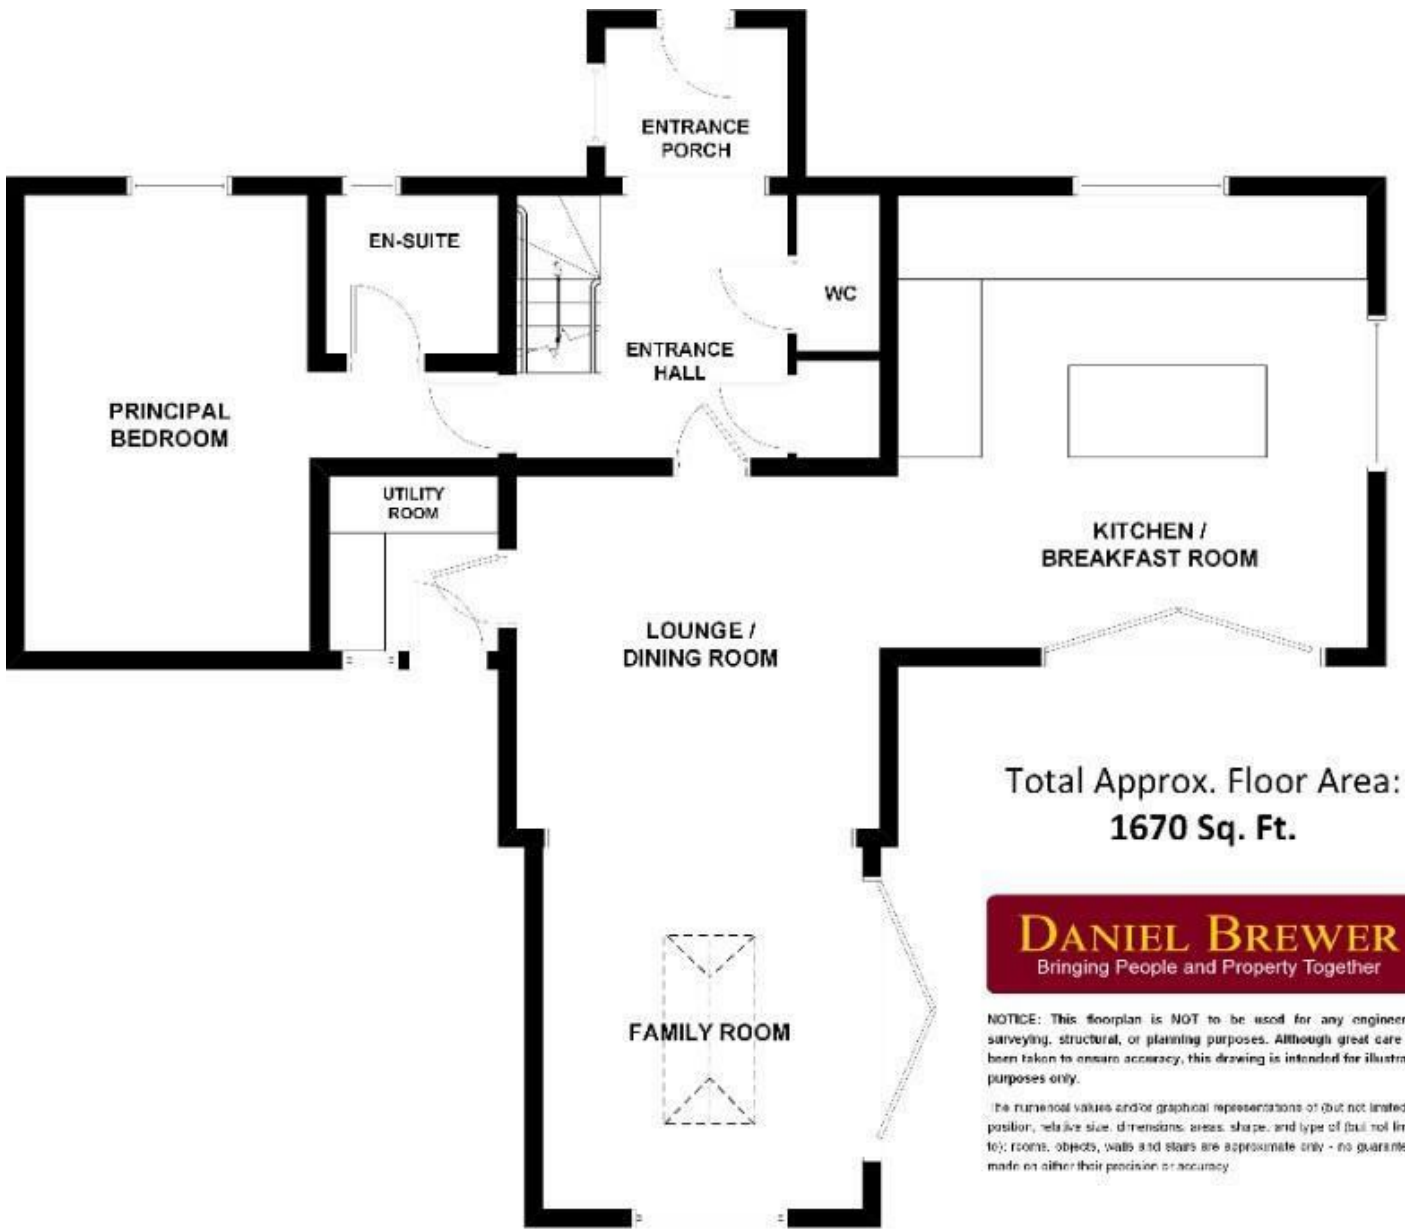 ENTRANCE
PORCH
EN-SUITE
WC
ENTRANCE
HALL
PRINCIPAL
BEDROOM
UTILITY
ROOM
KITCHEN /
BREAKFAST ROOM
LOUNGE /
DINING ROOM
FAMILY ROOM
Total Approx. Floor Area:
1670 Sq. Ft.
DANIEL BREWER
Bringing People and Property Together
NOTICE: This floorplan is NOT to be used for any engineer
surveying, structural, or planning purposes. Although great care
been taken to ensure accuracy, this drawing is intended for illustra
purposes only.
The numerical values and/or graphical representations of (but not limited
position, relative size, dimensions, areas, shape, and type of (but not lim
to): rooms, objects, walls and stairs are approximate only - no guarante
made on either their precision or accuracy